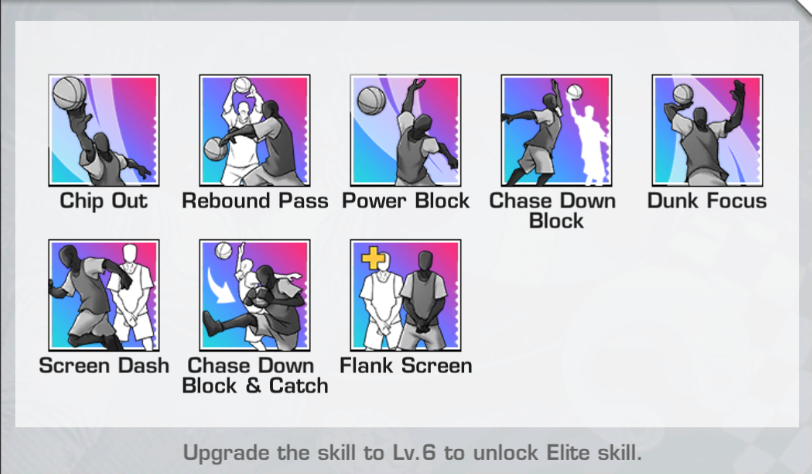 Chip Out
Rebound Pass
Power Block
Chase Down
Block
Dunk Focus
Screen Dash
Chase Down
Block & Catch
Flank Screen
Upgrade the skill to Lv.6 to unlock Elite skill.